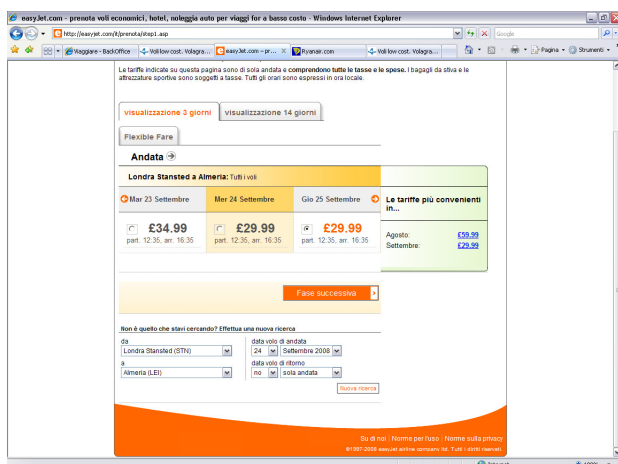 easyJet.com - prenota voli economici, hotel, noleggia auto per viaggi for a basso costo - Windows Internet Explorer
http://easyjet.com/it/prenota/step1.asp
Google
Viaggiare - BackOffice
Voli low cost. Volagra...
easyJet.com – pr...
Ryanair.com
Voli low cost. Volagra...
Pagina
Strumenti
Le tariffe indicate su questa pagina sono di sola andata e comprendono tutte le tasse e le spese. I bagagli da stiva e le
attrezzature sportive sono soggetti a tasse. Tutti gli orari sono espressi in ora locale.
visualizzazione 3 giorni
visualizzazione 14 giorni
Flexible Fare
Andata
Londra Stansted a Almeria: Tutti i voli
Mar 23 Settembre
Mer 24 Settembre
Gio 25 Settembre
Le tariffe più convenienti
in...
£34.99
part. 12:35, arr. 16:35
£29.99
part. 12:35, arr. 16:35
£29.99
part. 12:35, arr. 16:35
Agosto: £59.99
Settembre: £29.99
Fase successiva
Non è quello che stavi cercando? Effettua una nuova ricerca
da
Londra Stansted (STN)
data volo di andata
24 Settembre 2008
a
Almeria (LEI)
data volo di ritorno
no sola andata
Nuova ricerca
Su di noi | Norme per l'uso | Norme sulla privacy
©1997-2008 easyJet airline company ltd. Tutti i diritti riservati.